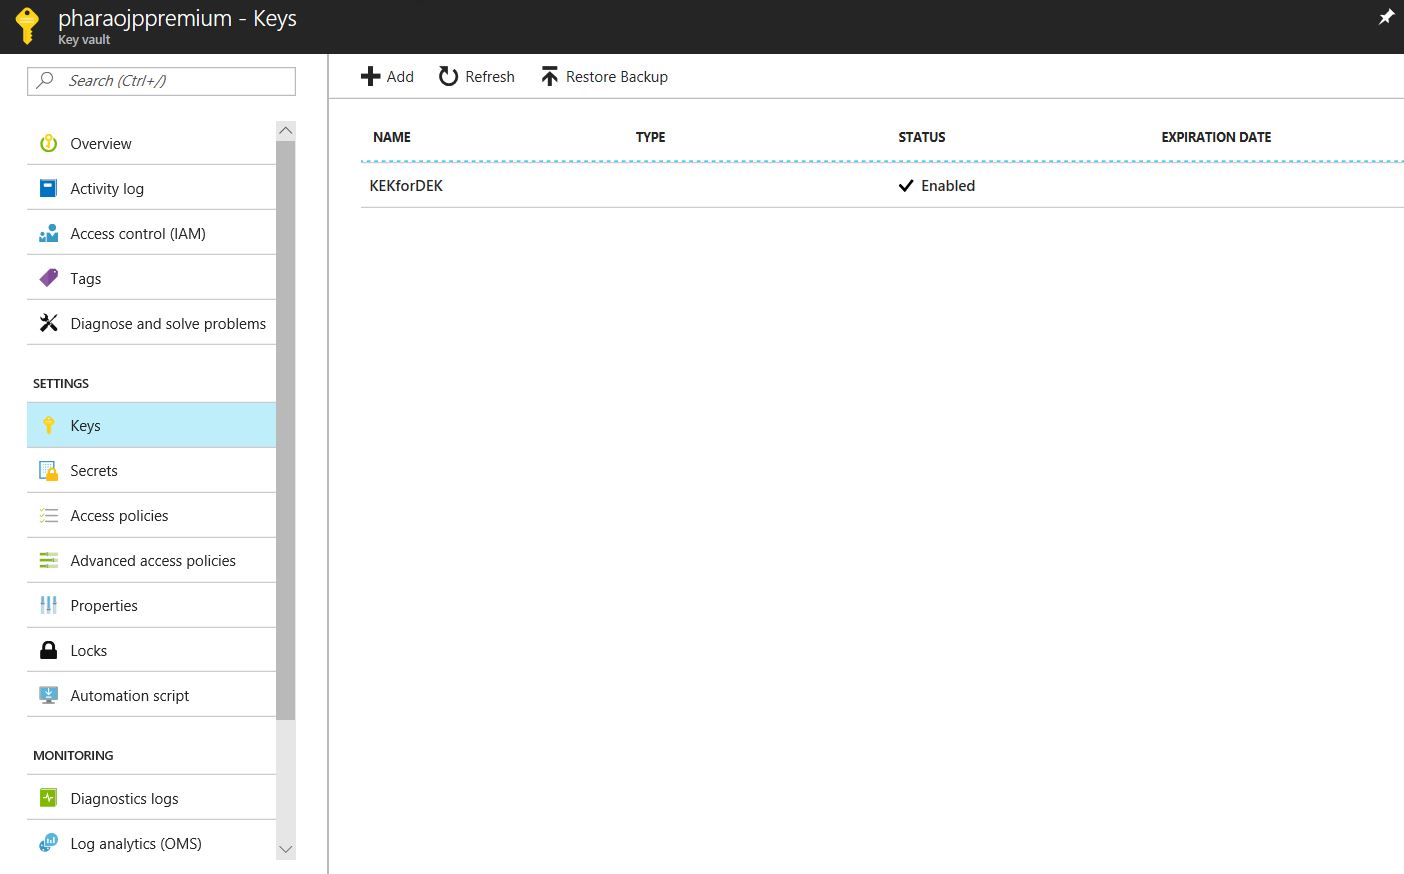 pharaojppremium - Keys
Key vault
Search (Ctrl+/)
Overview
Activity log
Access control (IAM)
Tags
Diagnose and solve problems
SETTINGS
Keys
Secrets
Access policies
Advanced access policies
Properties
Locks
Automation script
MONITORING
Diagnostics logs
Log analytics (OMS)
Add Refresh Restore Backup
NAME TYPE STATUS EXPIRATION DATE
KEKforDEK Enabled